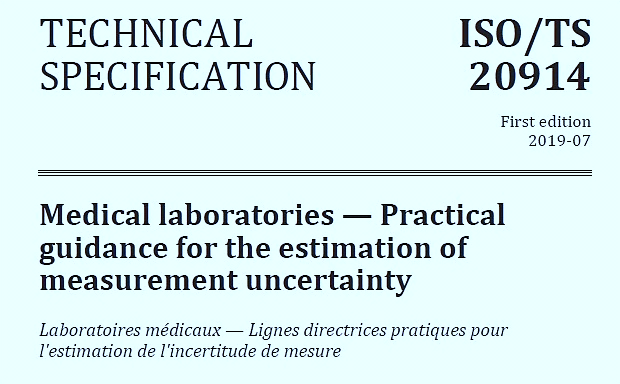 TECHNICAL
SPECIFICATION
ISO/TS
20914
First edition
2019-07
Medical laboratories — Practical
guidance for the estimation of
measurement uncertainty
Laboratoires médicaux — Lignes directrices pratiques pour
l'estimation de l'incertitude de mesure